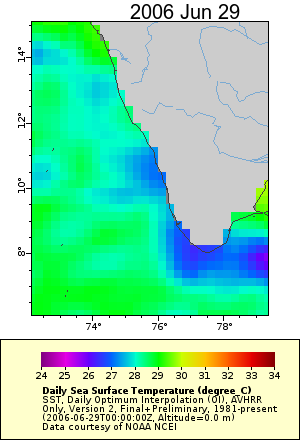 2006 Jun 29
14°
12°
10°
8°
74°
76°
78°
24 25 26 27 28 29 30 31 32 33 34
Daily Sea Surface Temperature (degree_C)
SST, Daily Optimum Interpolation (OI), AVHRR
Only, Version 2, Final+Preliminary, 1981-present
(2006-06-29T00:00:00Z, Altitude=0.0 m)
Data courtesy of NOAA NCEI